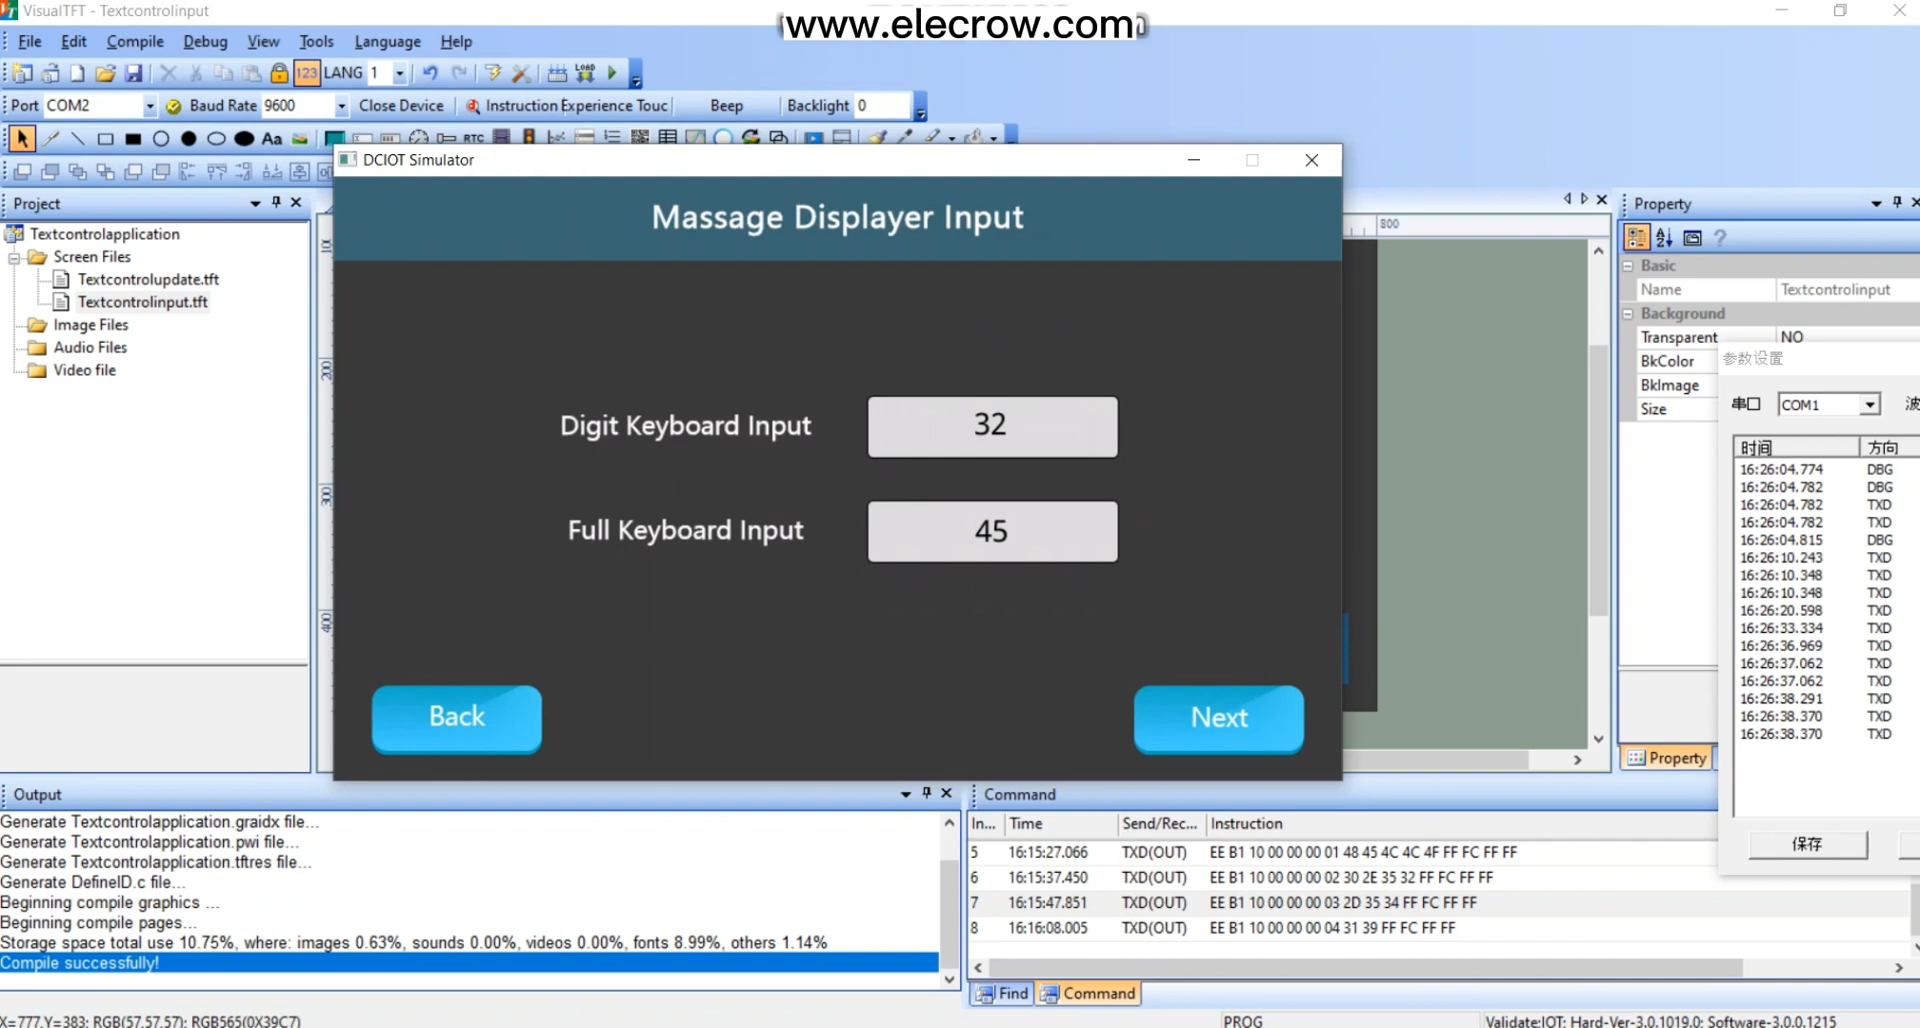 VisualTFT - Textcontrolinput
www.elecrow.com
File Edit Compile Debug View Tools Language Help
123 LANG 1 LOAD
Port COM2 Baud Rate 9600 Close Device Instruction Experience Touc Beep Backlight 0
Aa RTC
DCIOT Simulator
Project
Textcontrolapplication
Screen Files
Textcontrolupdate.tft
Textcontrolinput.tft
Image Files
Audio Files
Video file
200
300
400
800
Massage Displayer Input
Digit Keyboard Input 32
Full Keyboard Input 45
Back Next
Property
Basic
Name Textcontrolinput
Background
Transparent NO
BkColor
BkImage
Size
Property
参数设置
串口 COM1 波
时间 方向
16:26:04.774 DBG
16:26:04.782 DBG
16:26:04.782 TXD
16:26:04.782 TXD
16:26:04.815 DBG
16:26:10.243 TXD
16:26:10.348 TXD
16:26:10.348 TXD
16:26:20.598 TXD
16:26:33.334 TXD
16:26:36.969 TXD
16:26:37.062 TXD
16:26:37.062 TXD
16:26:38.291 TXD
16:26:38.370 TXD
16:26:38.370 TXD
保存
Output
Generate Textcontrolapplication.graidx file...
Generate Textcontrolapplication.pwi file...
Generate Textcontrolapplication.tftres file...
Generate DefineID.c file...
Beginning compile graphics ...
Beginning compile pages...
Storage space total use 10.75%, where: images 0.63%, sounds 0.00%, videos 0.00%, fonts 8.99%, others 1.14%
Compile successfully!
Command
In... Time Send/Rec... Instruction
5 16:15:27.066 TXD(OUT) EE B1 10 00 00 00 01 48 45 4C 4C 4F FF FC FF FF
6 16:15:37.450 TXD(OUT) EE B1 10 00 00 00 02 30 2E 35 32 FF FC FF FF
7 16:15:47.851 TXD(OUT) EE B1 10 00 00 00 03 2D 35 34 FF FC FF FF
8 16:16:08.005 TXD(OUT) EE B1 10 00 00 00 04 31 39 FF FC FF FF
Find Command
X=777,Y=383; RGB(57,57,57); RGB565(0X39C7) PROG Validate:IOT; Hard-Ver-3.0.1019.0; Software-3.0.0.1215